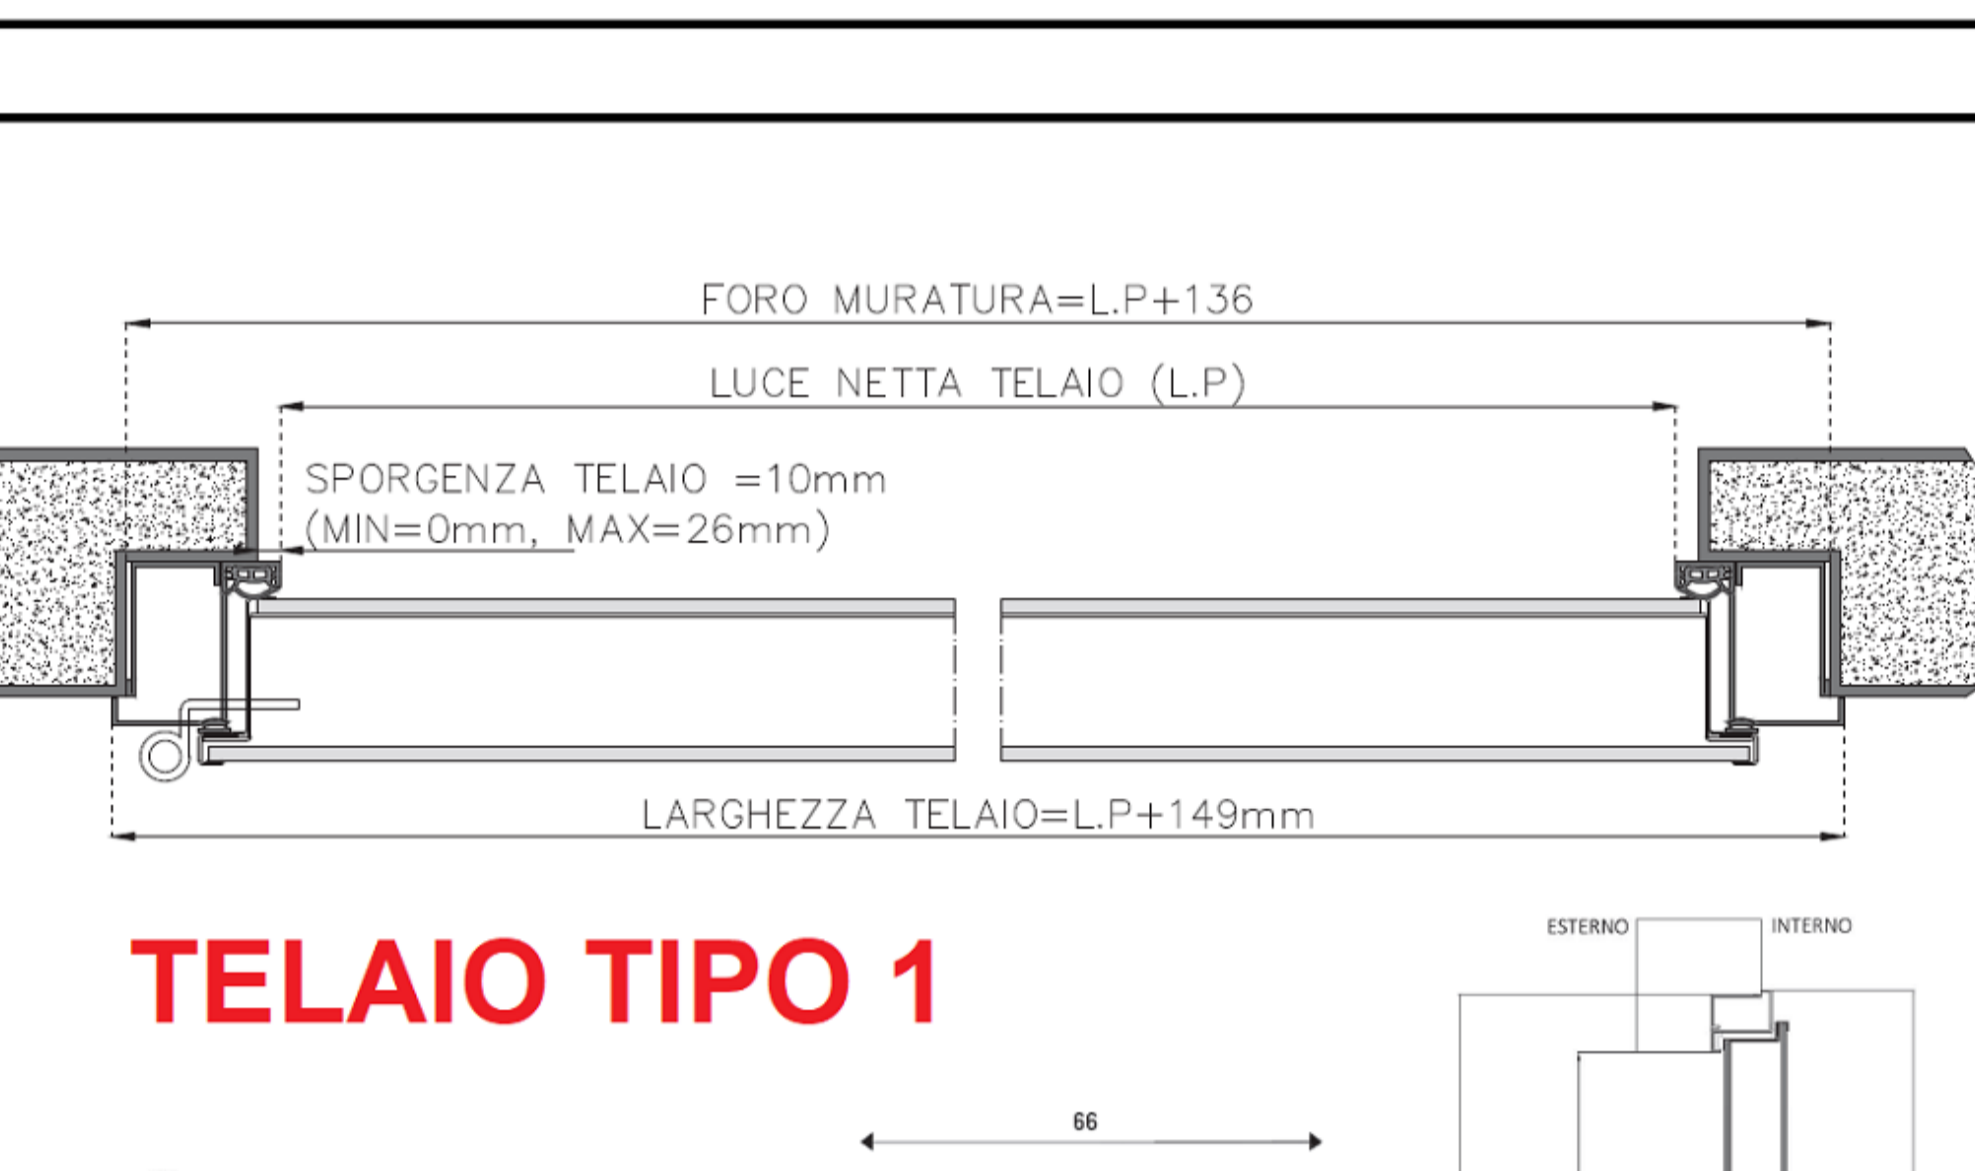 FORO MURATURA=L.P+136
LUCE NETTA TELAIO (L.P)
SPORGENZA TELAIO =10mm
(MIN=0mm, MAX=26mm)
LARGHEZZA TELAIO=L.P+149mm
TELAIO TIPO 1
ESTERNO INTERNO
66